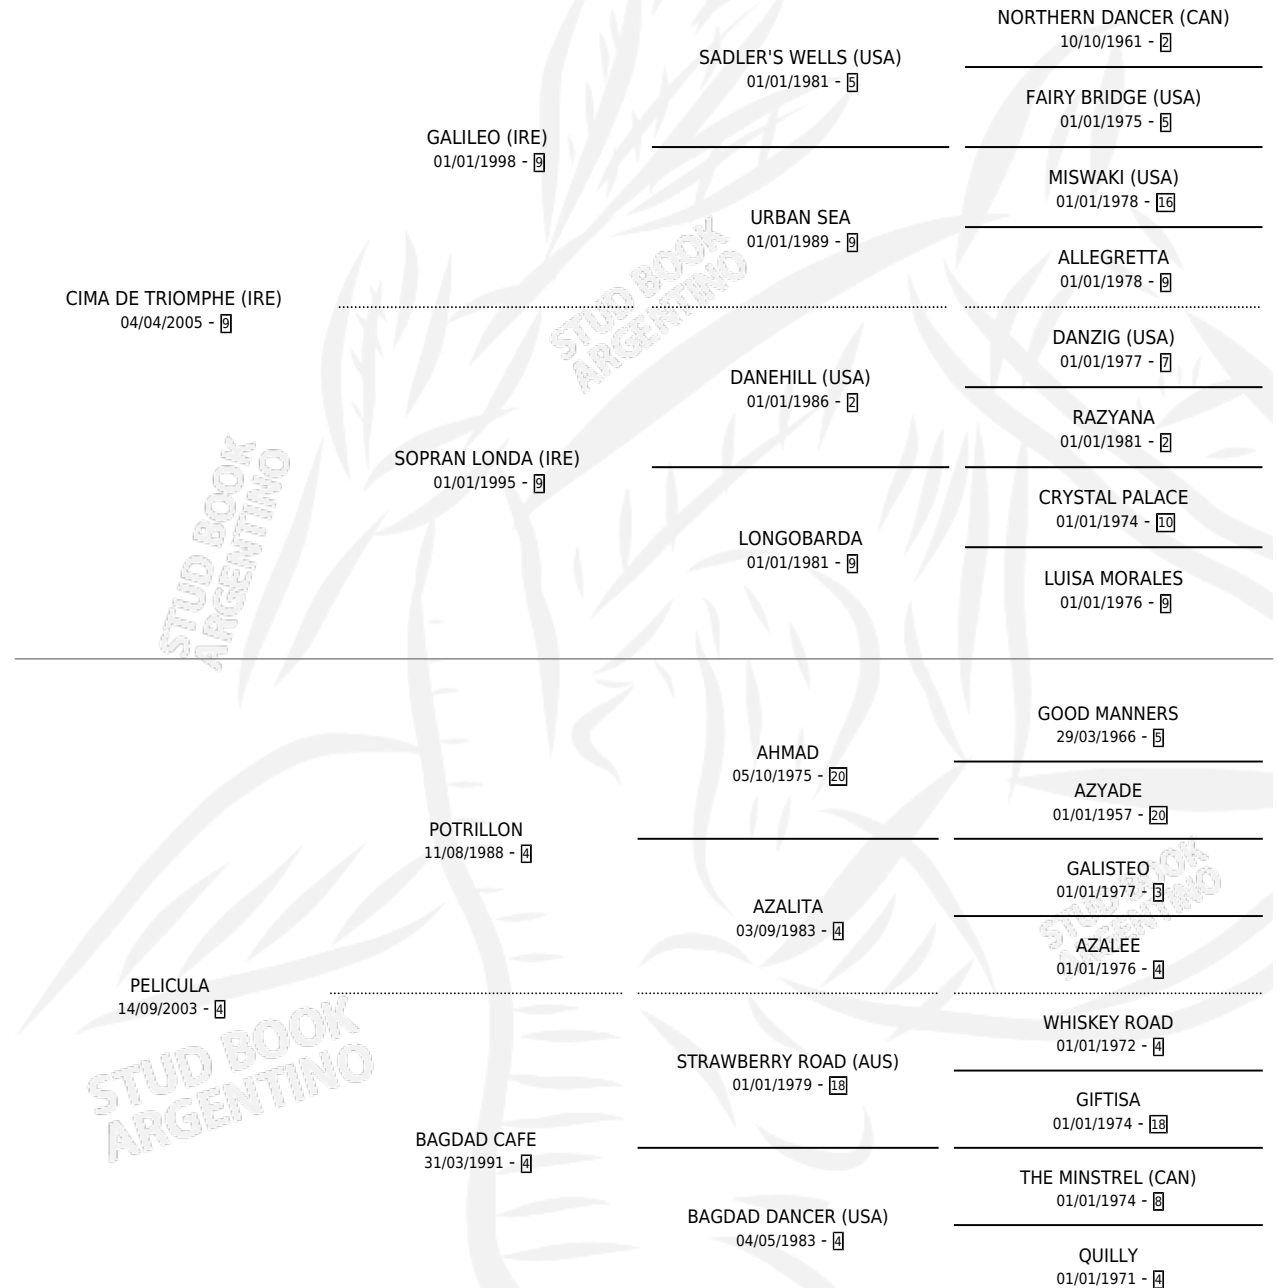 NORTHERN DANCER (CAN)
10/10/1961 - 2
SADLER'S WELLS (USA)
01/01/1981 - 5
FAIRY BRIDGE (USA)
01/01/1975 - 5
GALILEO (IRE)
01/01/1998 - 9
MISWAKI (USA)
01/01/1978 - 16
URBAN SEA
01/01/1989 - 9
ALLEGRETTA
01/01/1978 - 9
CIMA DE TRIOMPHE (IRE)
04/04/2005 - 9
STUD BOOK
ARGENTINO
DANZIG (USA)
01/01/1977 - 7
DANEHILL (USA)
01/01/1986 - 2
RAZYANA
01/01/1981 - 2
SOPRAN LONDA (IRE)
01/01/1995 - 9
CRYSTAL PALACE
01/01/1974 - 10
LONGOBARDA
01/01/1981 - 9
LUISA MORALES
01/01/1976 - 9
STUD BOOK
ARGENTINO
GOOD MANNERS
29/03/1966 - 5
AHMAD
05/10/1975 - 20
AZYADE
01/01/1957 - 20
POTRILLON
11/08/1988 - 4
GALISTEO
01/01/1977 - 3
AZALITA
03/09/1983 - 4
STUD BOOK
ARGENTINO
AZALEE
01/01/1976 - 4
PELICULA
14/09/2003 - 4
WHISKEY ROAD
01/01/1972 - 4
STRAWBERRY ROAD (AUS)
01/01/1979 - 18
STUD BOOK
ARGENTINO
GIFTISA
01/01/1974 - 18
BAGDAD CAFE
31/03/1991 - 4
THE MINSTREL (CAN)
01/01/1974 - 8
BAGDAD DANCER (USA)
04/05/1983 - 4
QUILLY
01/01/1971 - 4